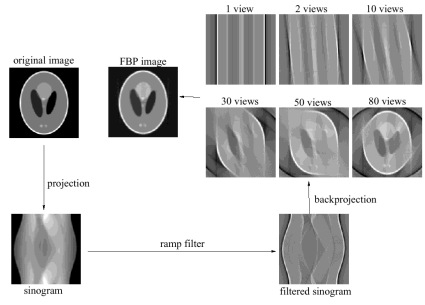 1 view
2 views
10 views
original image
FBP image
30 views
50 views
80 views
projection
backprojection
ramp filter
sinogram
filtered sinogram